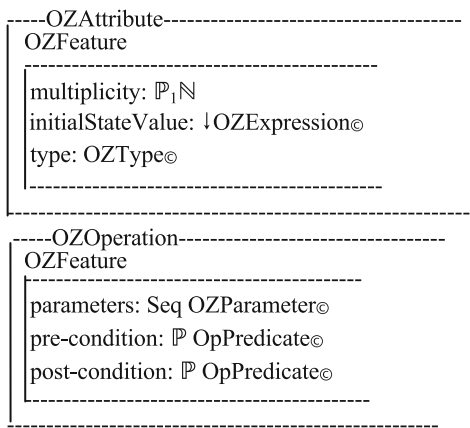 OZAttribute
OZFeature
multiplicity: ℙ₁ℕ
initialStateValue: ↓OZExpression©
type: OZType©
OZOperation
OZFeature
parameters: Seq OZParameter©
pre-condition: ℙ OpPredicate©
post-condition: ℙ OpPredicate©